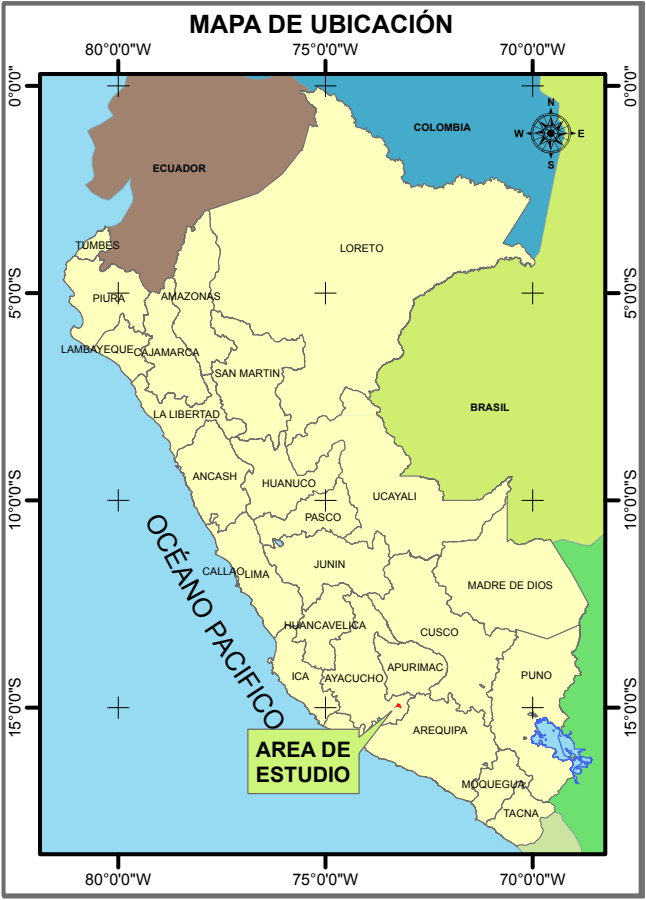 MAPA DE UBICACIÓN
80°0'0"W
75°0'0"W
70°0'0"W
0°0'0"
0°0'0"
COLOMBIA
N
W
E
S
ECUADOR
TUMBES
LORETO
5°0'0"S
5°0'0"S
PIURA
AMAZONAS
LAMBAYEQUE
CAJAMARCA
SAN MARTIN
BRASIL
LA LIBERTAD
ANCASH
HUANUCO
UCAYALI
10°0'0"S
10°0'0"S
PASCO
OCÉANO PACIFICO
CALLAO
LIMA
JUNIN
MADRE DE DIOS
HUANCAVELICA
CUSCO
ICA
AYACUCHO
APURIMAC
PUNO
15°0'0"S
15°0'0"S
AREQUIPA
AREA DE
ESTUDIO
MOQUEGUA
TACNA
80°0'0"W
75°0'0"W
70°0'0"W